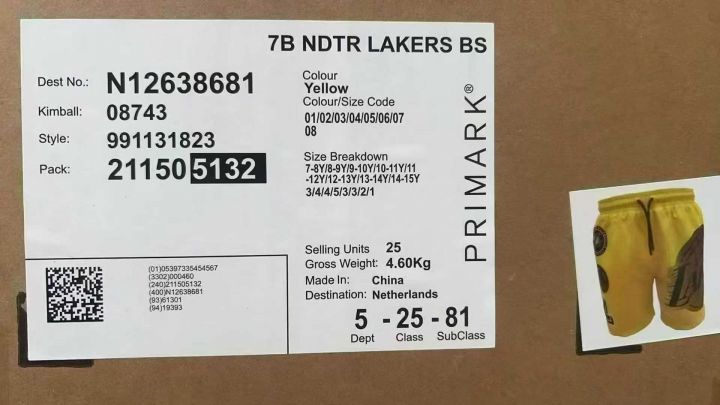 7B NDTR LAKERS BS
Dest No.: N12638681
Kimball: 08743
Style: 991131823
Pack: 211505132
Colour
Yellow
Colour/Size Code
01/02/03/04/05/06/07
08
Size Breakdown
7-8Y/8-9Y/9-10Y/10-11Y/11
-12Y/12-13Y/13-14Y/14-15Y
3/4/4/5/3/3/2/1
PRIMARK®
Selling Units 25
Gross Weight: 4.60Kg
Made In: China
Destination: Netherlands
5 - 25 - 81
Dept Class SubClass
(01)05397335454567
(3302)000460
(240)211505132
(400)N12638681
(93)61301
(94)19393